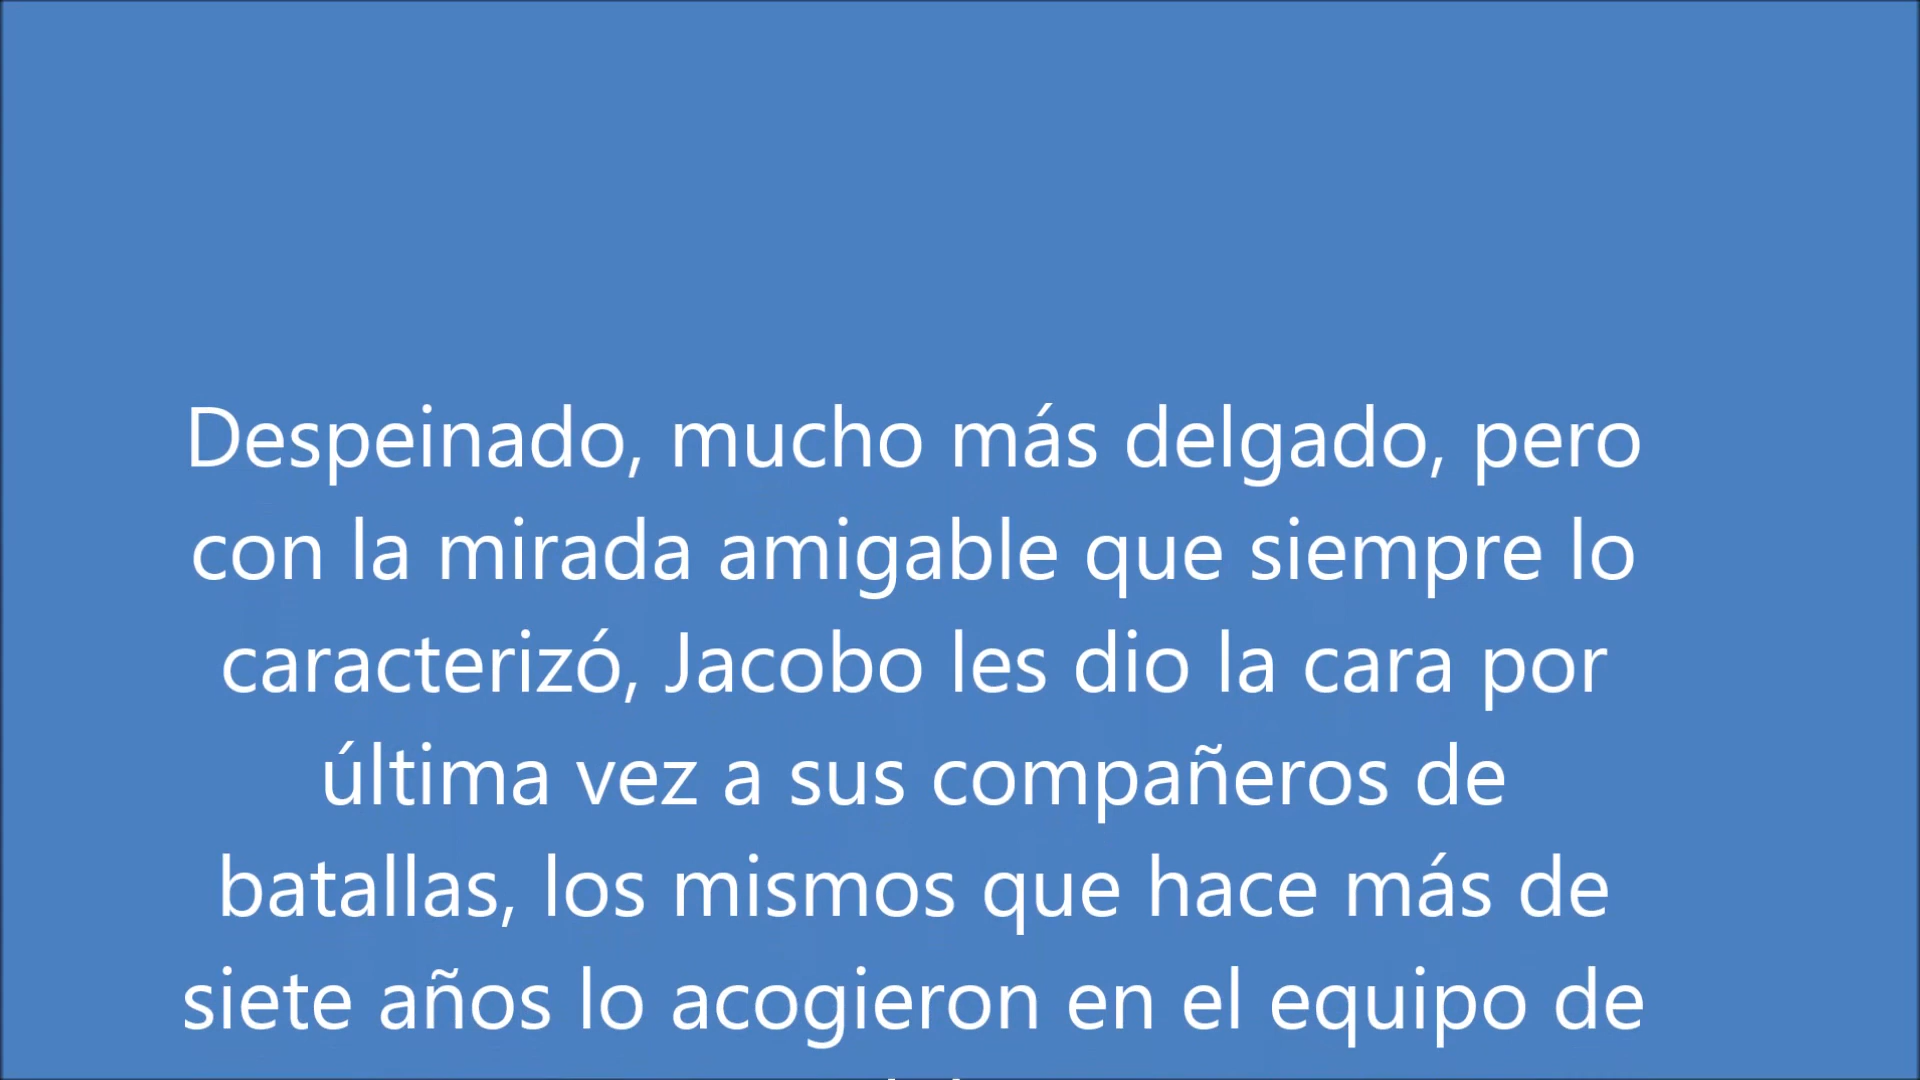 Despeinado, mucho más delgado, pero
con la mirada amigable que siempre lo
caracterizó, Jacobo les dio la cara por
última vez a sus compañeros de
batallas, los mismos que hace más de
siete años lo acogieron en el equipo de